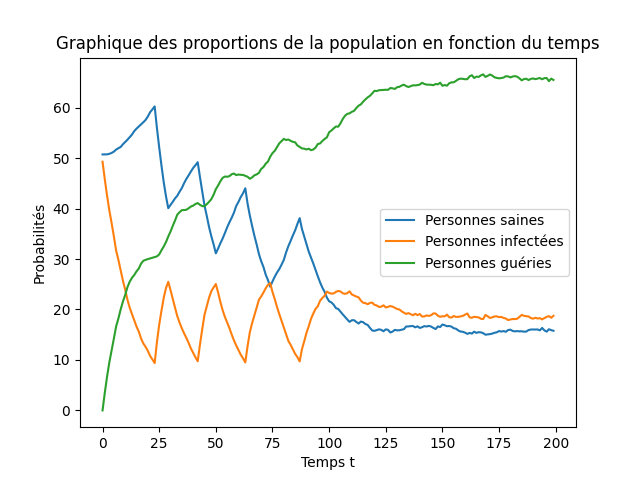 Graphique des proportions de la population en fonction du temps
Probabilités
60
50
40
30
20
10
0
Personnes saines
Personnes infectées
Personnes guéries
0 25 50 75 100 125 150 175 200
Temps t